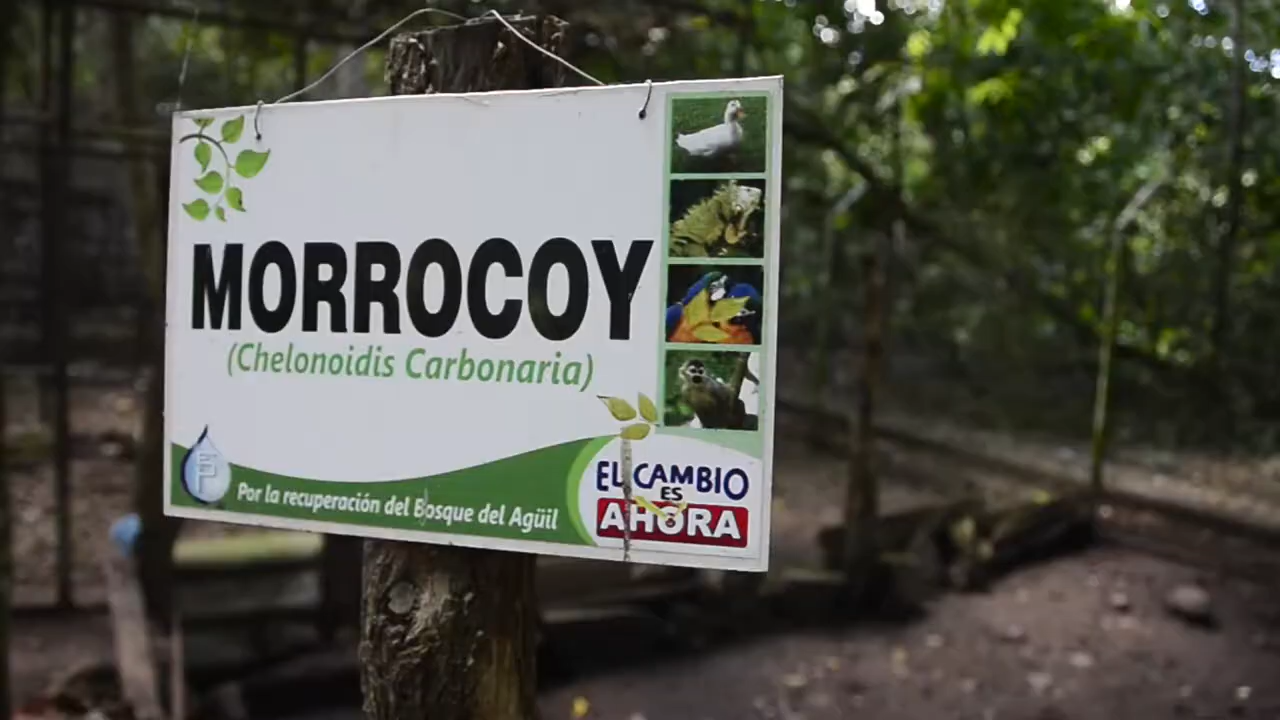 MORROCOY
(Chelonoidis Carbonaria)
Por la recuperación del Bosque del Agüil
EL CAMBIO
ES
AHORA